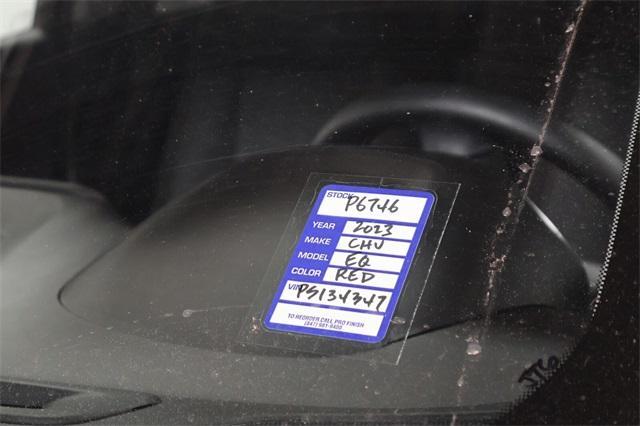 STOCK P6746
YEAR 2023
MAKE CHV
MODEL EQ
COLOR RED
VIN PS134347
TO REORDER CALL PRO FINISH